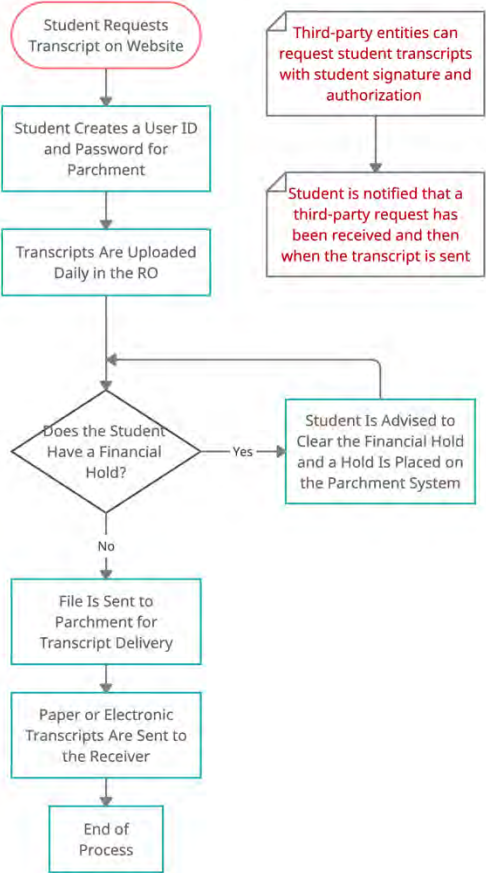 Student Requests
Transcript on Website
Third-party entities can
request student transcripts
with student signature and
authorization
Student Creates a User ID
and Password for
Parchment
Student is notified that a
third-party request has
been received and then
when the transcript is sent
Transcripts Are Uploaded
Daily in the RO
Does the Student
Have a Financial
Hold?
Yes
Student Is Advised to
Clear the Financial Hold
and a Hold Is Placed on
the Parchment System
No
File Is Sent to
Parchment for
Transcript Delivery
Paper or Electronic
Transcripts Are Sent to
the Receiver
End of
Process